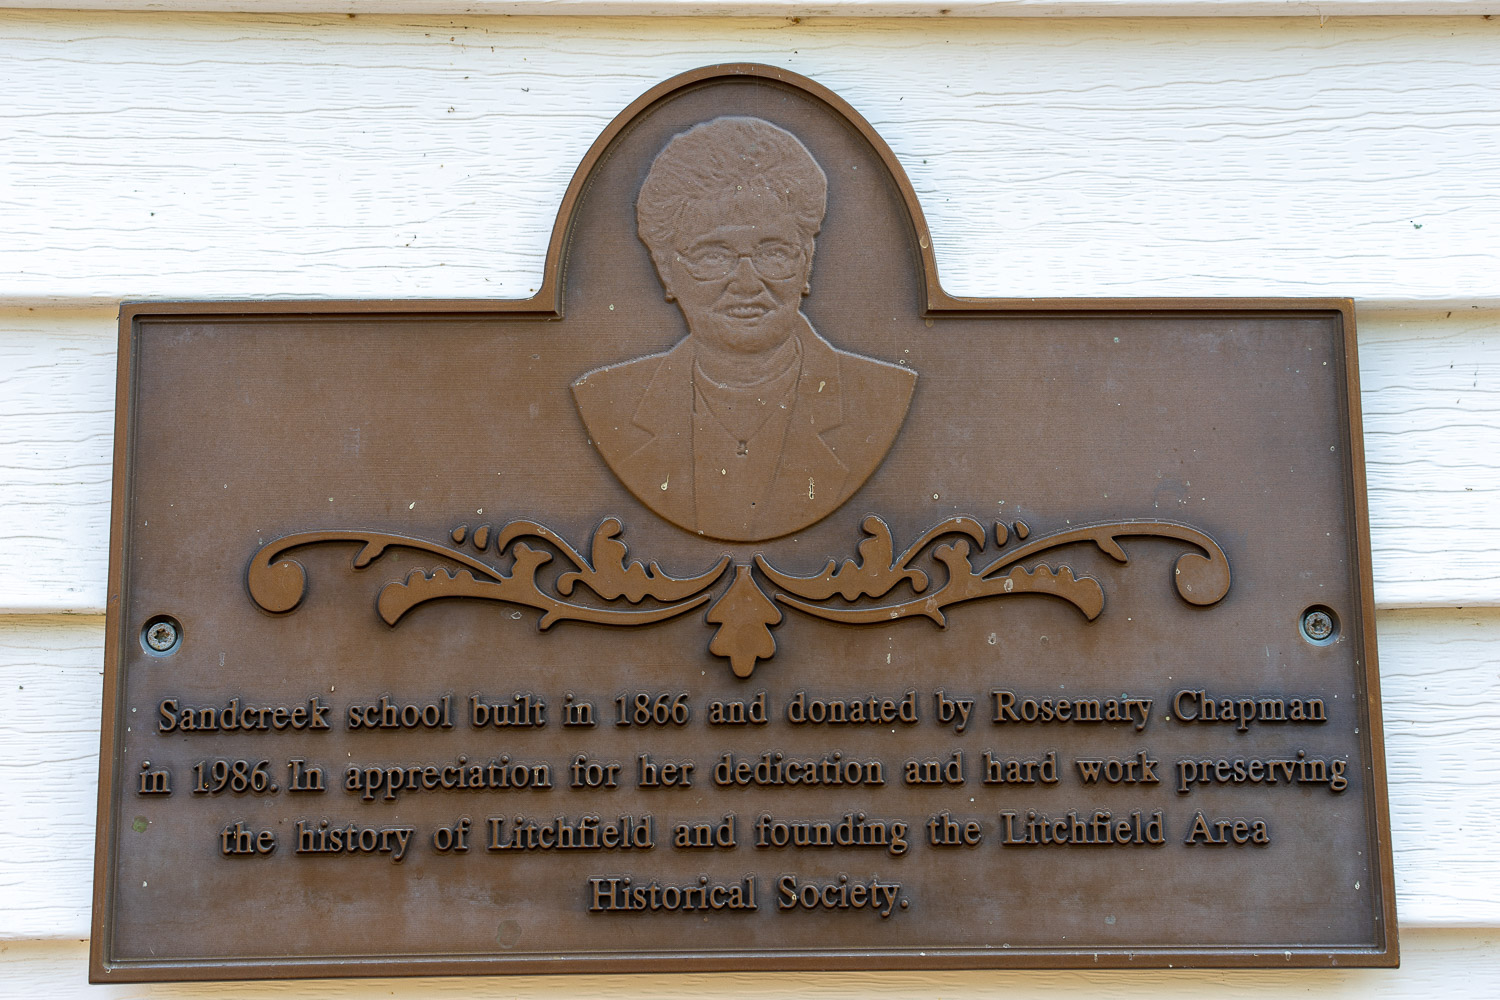 Sandcreek school built in 1866 and donated by Rosemary Chapman
in 1986. In appreciation for her dedication and hard work preserving
the history of Litchfield and founding the Litchfield Area
Historical Society.